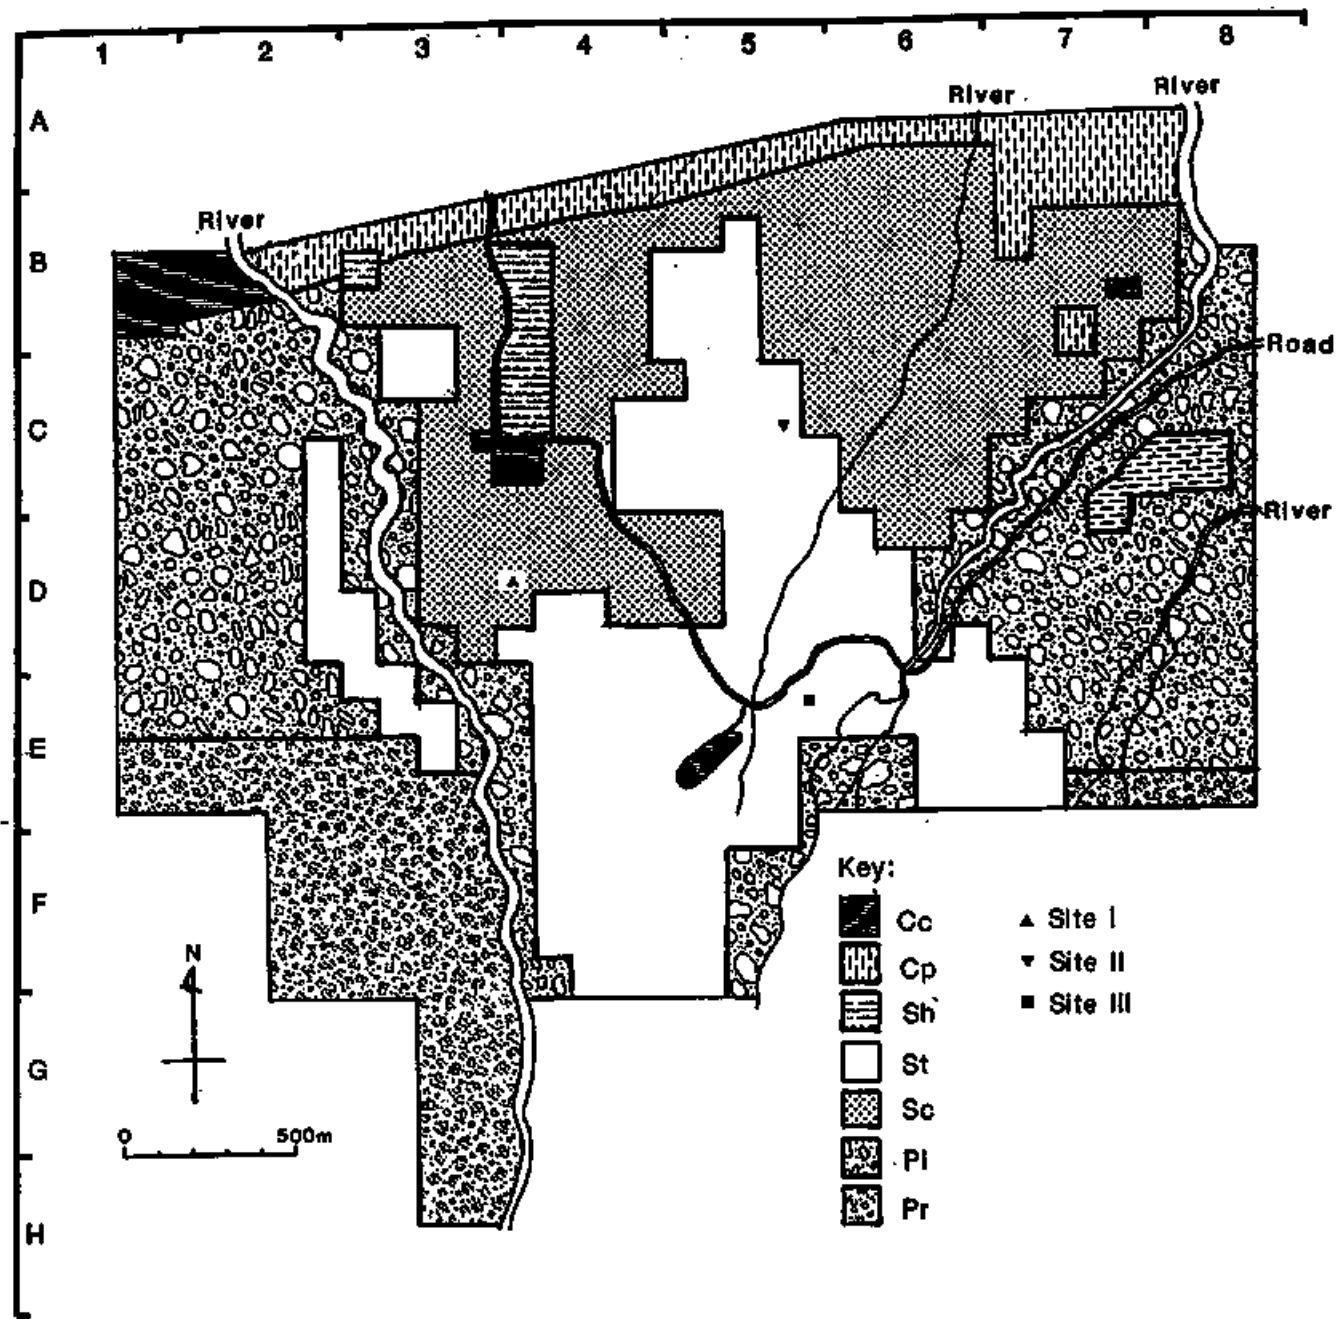 1 2 3 4 5 6 7 8
A
River River
River
B
Road
C
River
D
E
Key:
F
Cc
Site I
Cp
Site II
N
Sh
Site III
St
G
Sc
0 500m
Pl
Pr
H